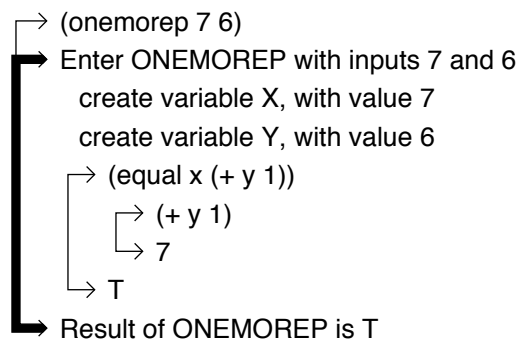 (onemorep 7 6)
Enter ONEMOREP with inputs 7 and 6
create variable X, with value 7
create variable Y, with value 6
(equal x (+ y 1))
(+ y 1)
7
T
Result of ONEMOREP is T